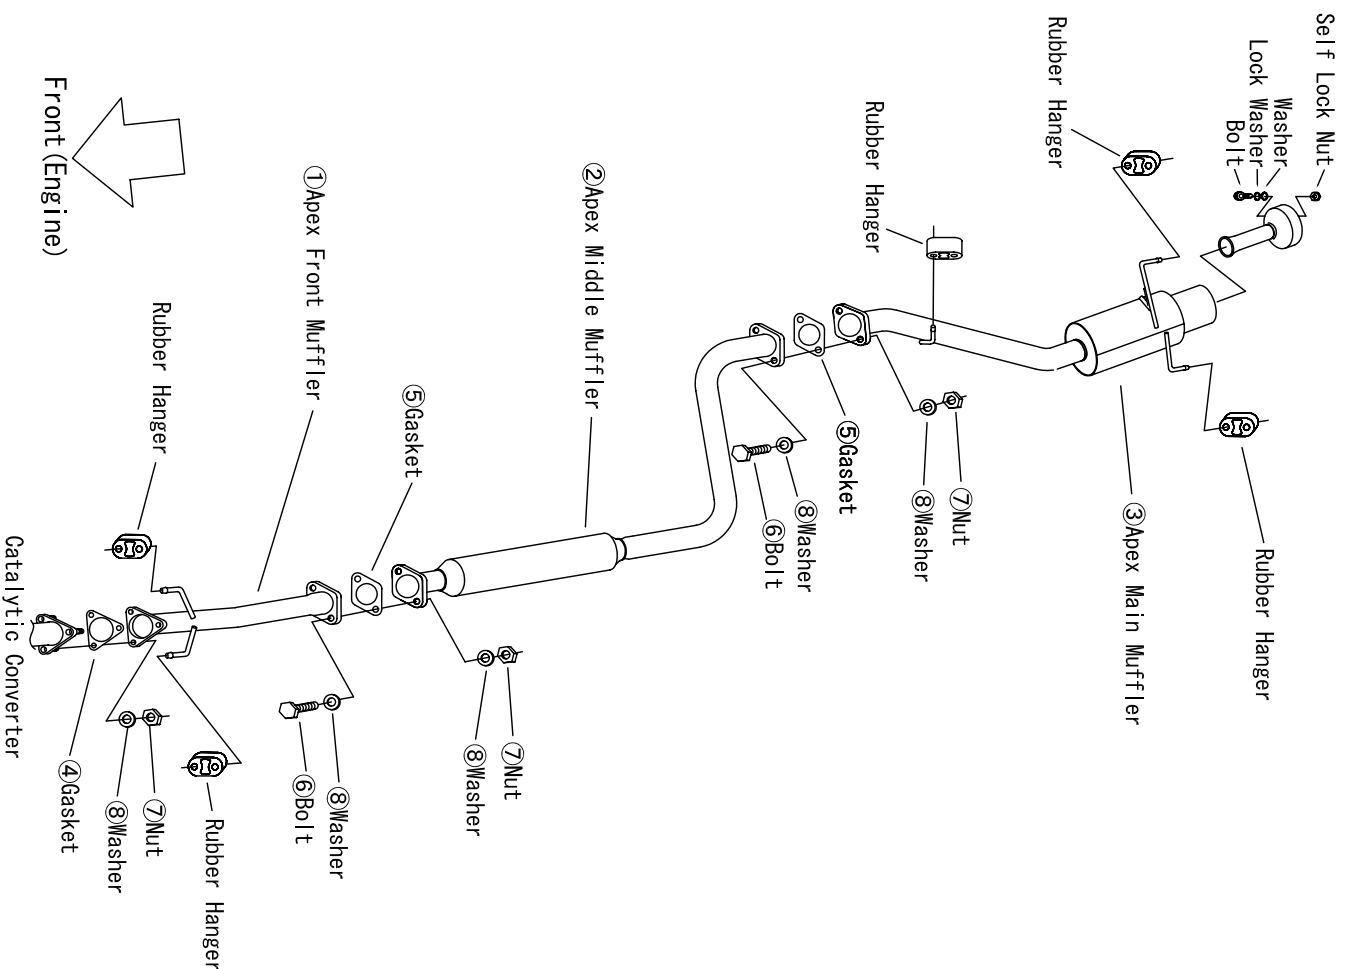 Self Lock Nut
Washer
Lock Washer
Bolt
Rubber Hanger
Rubber Hanger
Front(Engine)
①Apex Front Muffler
②Apex Middle Muffler
Rubber Hanger
⑤Gasket
⑤Gasket
⑦Nut
⑧Washer
⑧Washer
⑥Bolt
③Apex Main Muffler
Rubber Hanger
Catalytic Converter
④Gasket
⑧Washer
⑦Nut
Rubber Hanger
⑥Bolt
⑧Washer
⑧Washer
⑦Nut